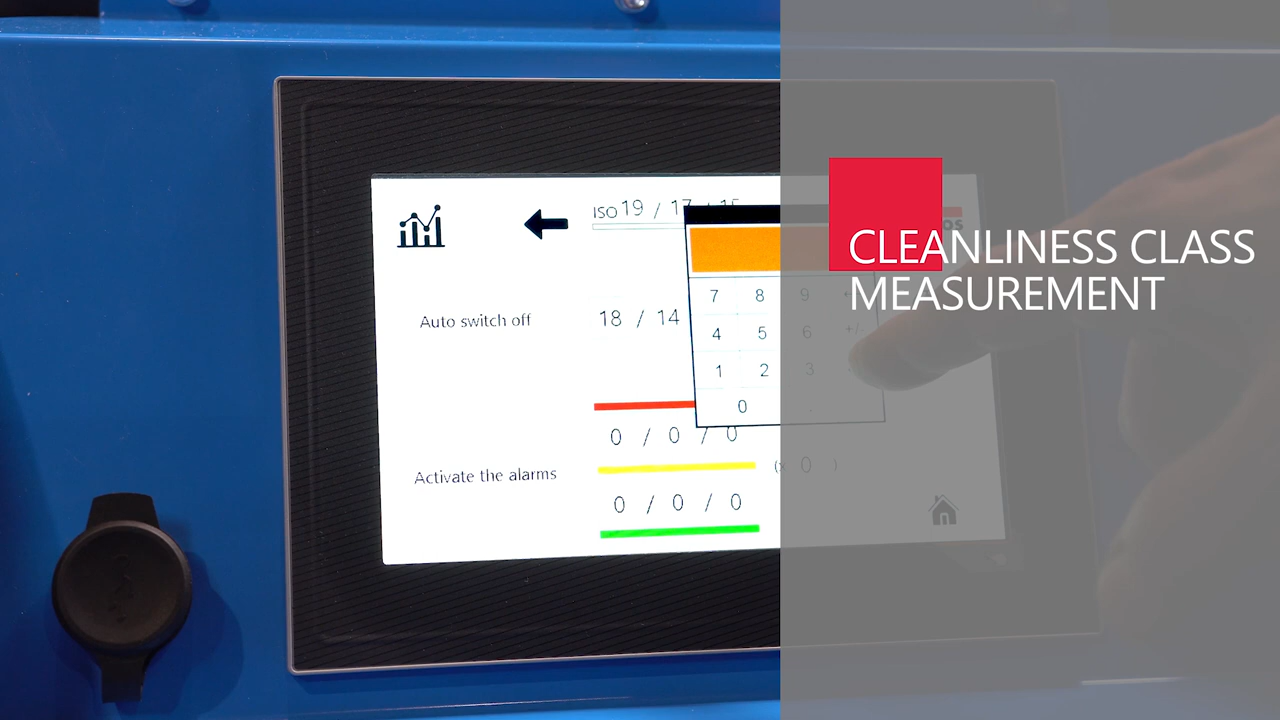 CLEANLINESS CLASS
MEASUREMENT
ISO 19 / 17 / 15
Auto switch off
18 / 14
7 8 9
4 5 6 +/-
1 2 3
0 .
0 / 0 / 0
Activate the alarms
(x 0 )
0 / 0 / 0